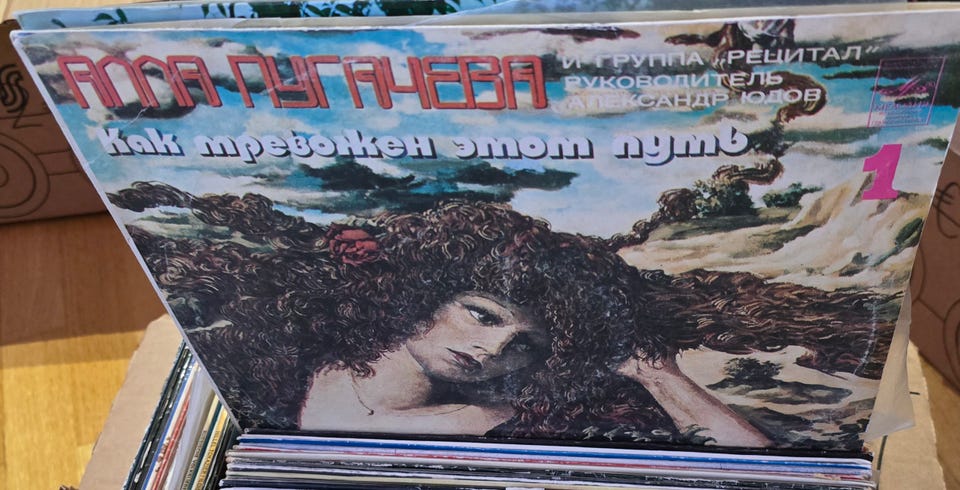 АЛЛА ПУГАЧЕВА
И ГРУППА „РЕЦИТАЛ"
РУКОВОДИТЕЛЬ
АЛЕКСАНДР ЮДОВ
Как тревожен этот путь
1